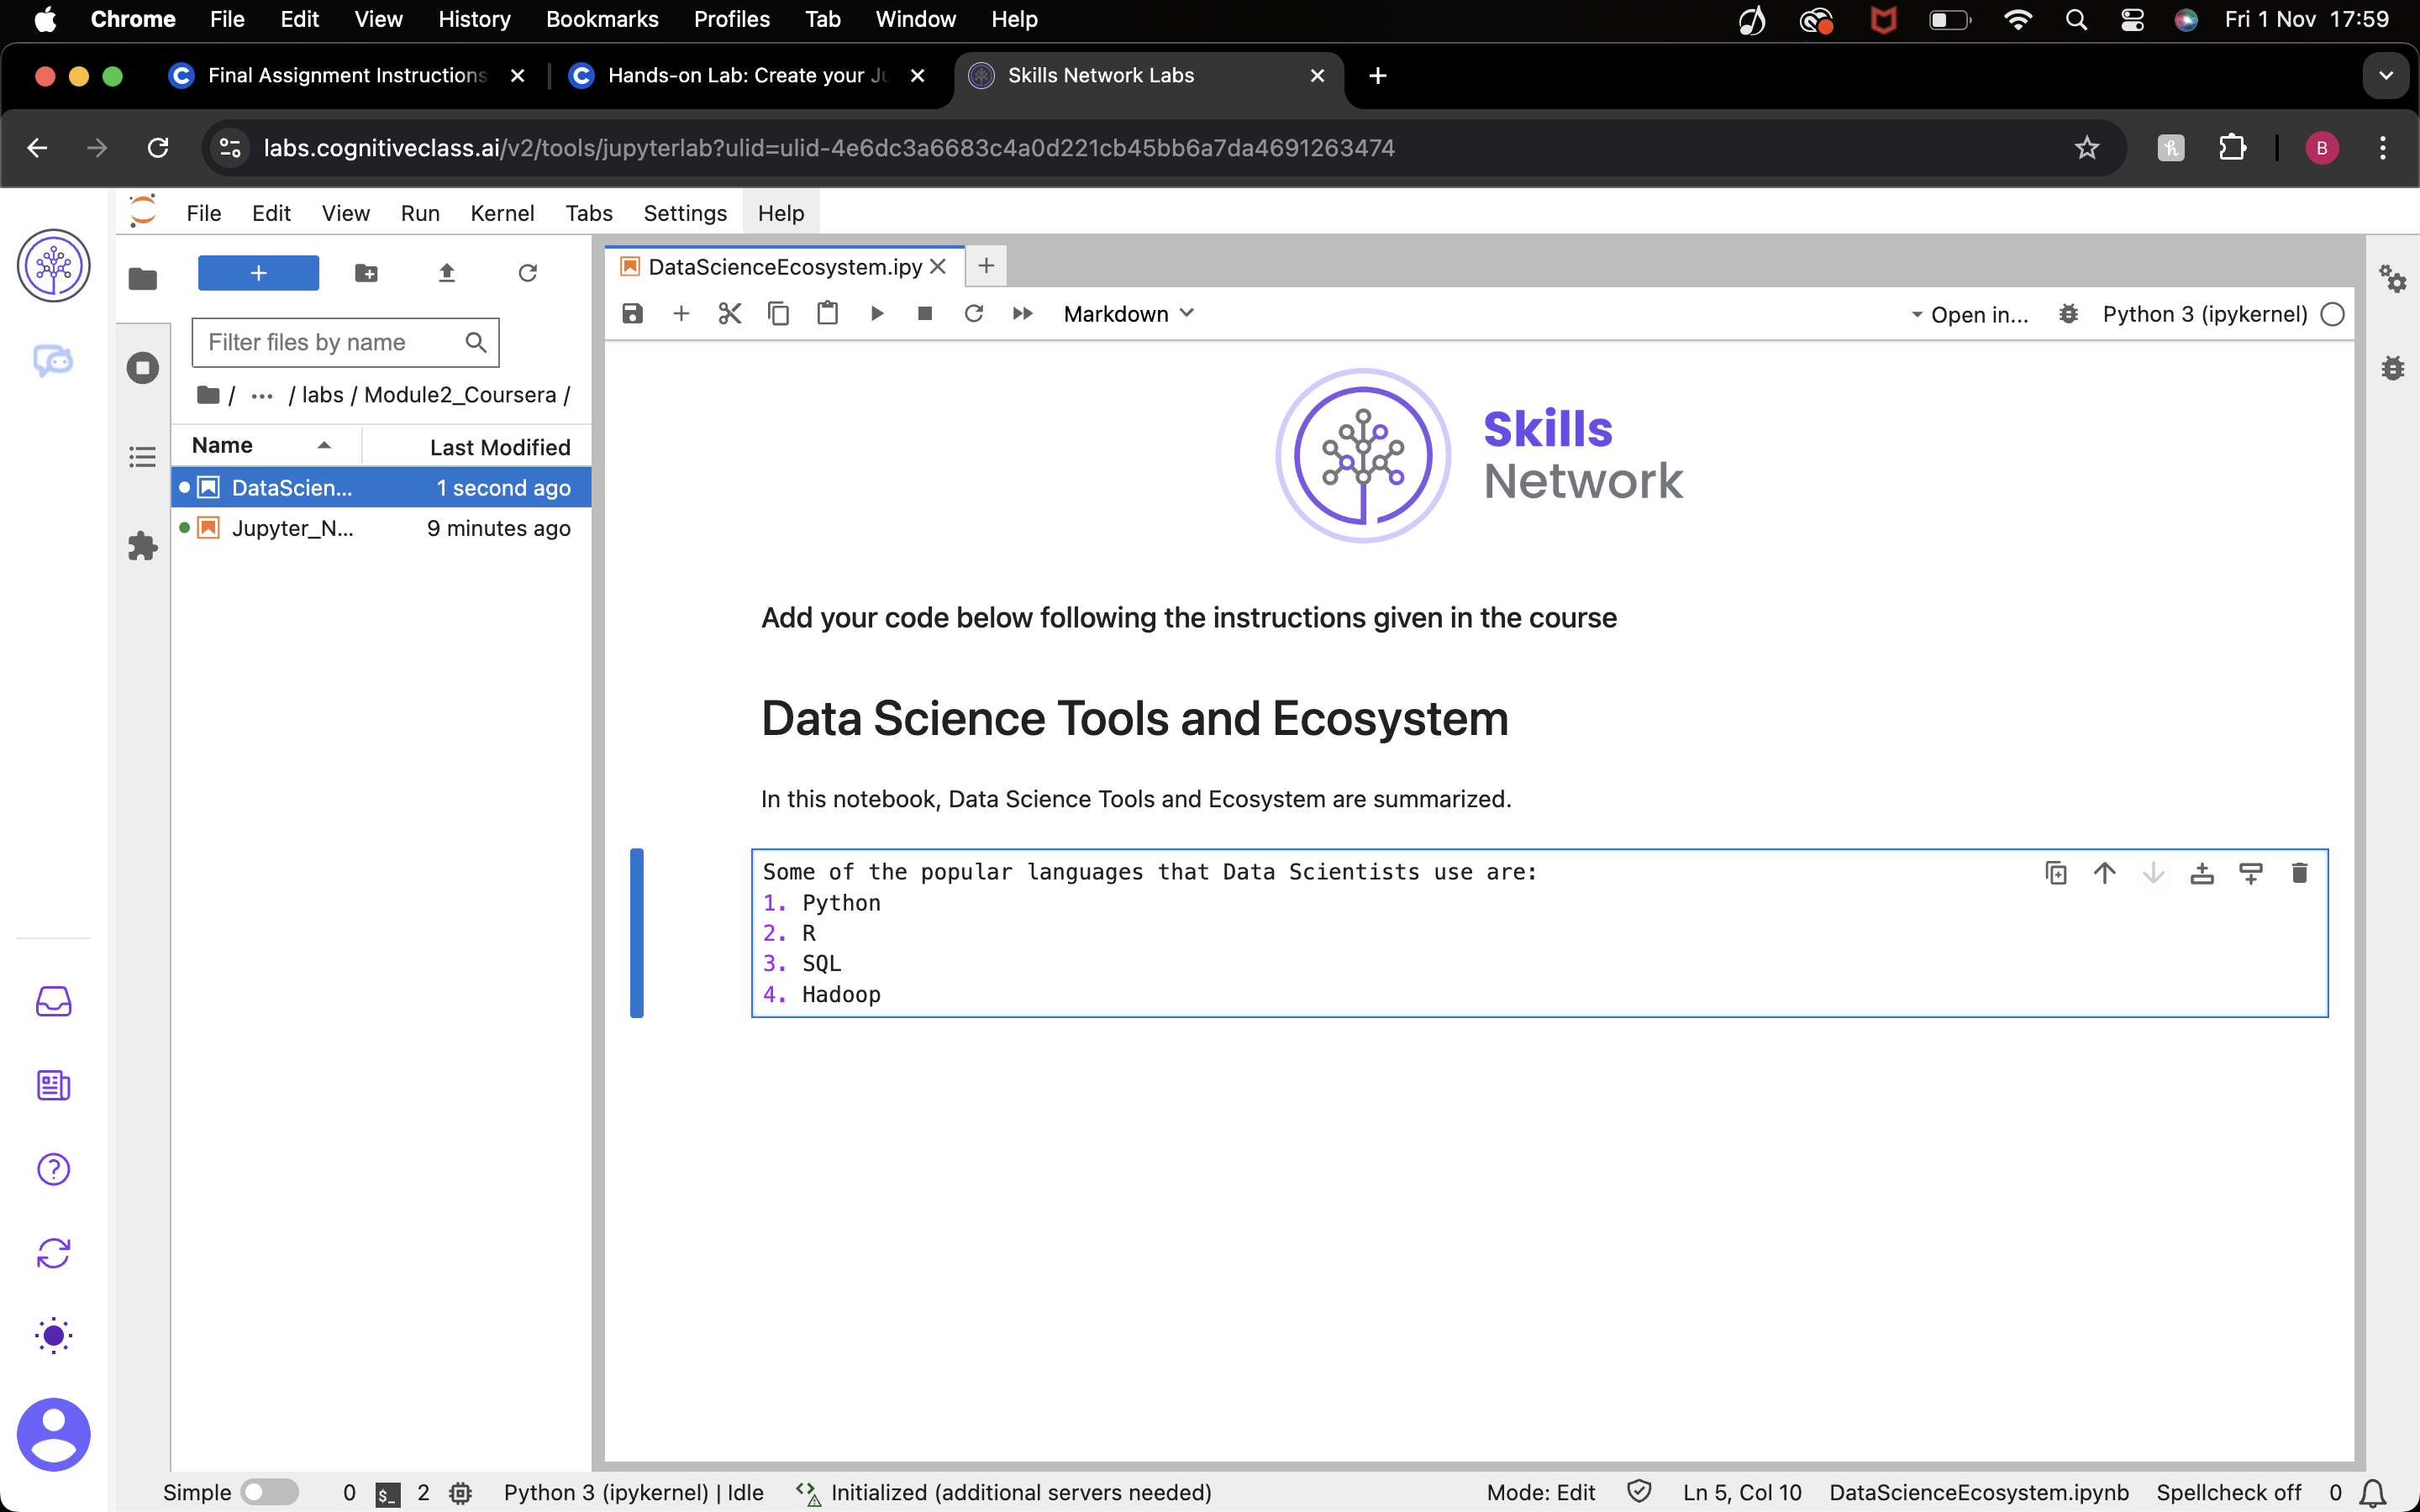 Chrome File Edit View History Bookmarks Profiles Tab Window Help Fri 1 Nov 17:59
Final Assignment Instructions Hands-on Lab: Create your Ju Skills Network Labs
labs.cognitiveclass.ai/v2/tools/jupyterlab?ulid=ulid-4e6dc3a6683c4a0d221cb45bb6a7da4691263474 B
File Edit View Run Kernel Tabs Settings Help
DataScienceEcosystem.ipy
Markdown Open in... Python 3 (ipykernel)
Filter files by name
/ ··· / labs / Module2_Coursera /
Name Last Modified
DataScien... 1 second ago
Jupyter_N... 9 minutes ago
Skills
Network
Add your code below following the instructions given in the course
Data Science Tools and Ecosystem
In this notebook, Data Science Tools and Ecosystem are summarized.
Some of the popular languages that Data Scientists use are:
1. Python
2. R
3. SQL
4. Hadoop
Simple 0 $_ 2 Python 3 (ipykernel) | Idle Initialized (additional servers needed) Mode: Edit Ln 5, Col 10 DataScienceEcosystem.ipynb Spellcheck off 0